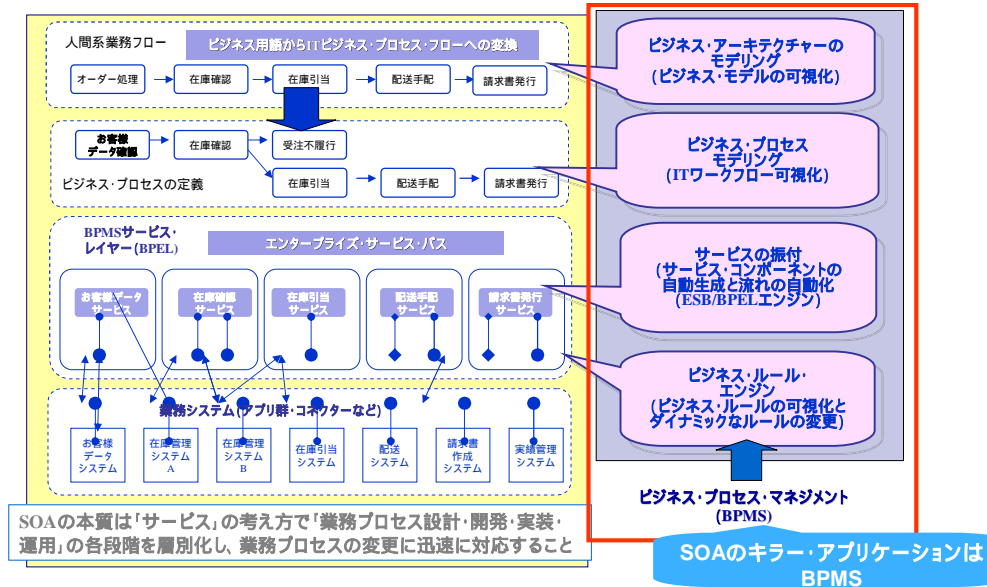 人間系業務フロー
ビジネス用語からITビジネス・プロセス・フローへの変換
オーダー処理
在庫確認
在庫引当
配送手配
請求書発行
お客様
データ確認
在庫確認
受注不履行
ビジネス・プロセスの定義
在庫引当
配送手配
請求書発行
BPMSサービス・
レイヤー(BPEL)
エンタープライズ・サービス・バス
お客様データ
サービス
在庫確認
サービス
在庫引当
サービス
配送手配
サービス
請求書発行
サービス
業務システム(アプリ群・コネクターなど)
お客様
データ
システム
在庫管理
システム
A
在庫管理
システム
B
在庫引当
システム
配送
システム
請求書
作成
システム
実績管理
システム
SOAの本質は「サービス」の考え方で「業務プロセス設計・開発・実装・
運用」の各段階を層別化し、業務プロセスの変更に迅速に対応すること
ビジネス・アーキテクチャーの
モデリング
(ビジネス・モデルの可視化)
ビジネス・プロセス
モデリング
(ITワークフロー可視化)
サービスの振付
(サービス・コンポーネントの
自動生成と流れの自動化
(ESB/BPELエンジン)
ビジネス・ルール・
エンジン
(ビジネス・ルールの可視化と
ダイナミックなルールの変更)
ビジネス・プロセス・マネジメント
(BPMS)
SOAのキラー・アプリケーションは
BPMS